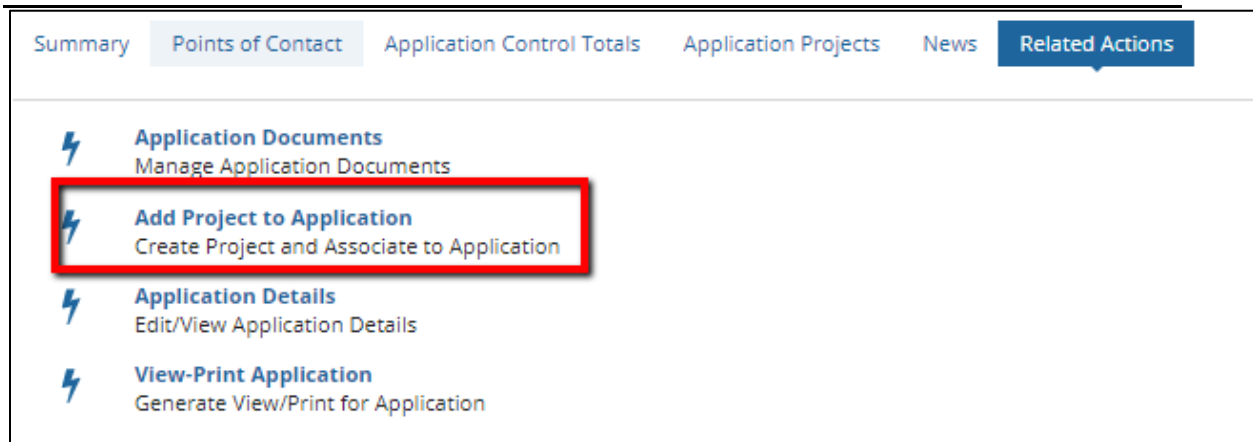 Summary Points of Contact Application Control Totals Application Projects News Related Actions
Application Documents
Manage Application Documents
Add Project to Application
Create Project and Associate to Application
Application Details
Edit/View Application Details
View-Print Application
Generate View/Print for Application